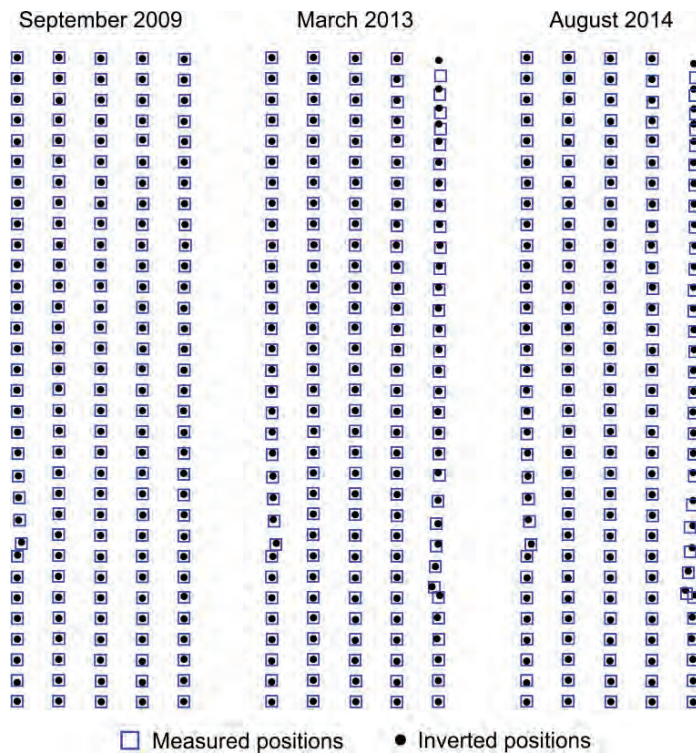 September 2009
March 2013
August 2014
Measured positions
Inverted positions